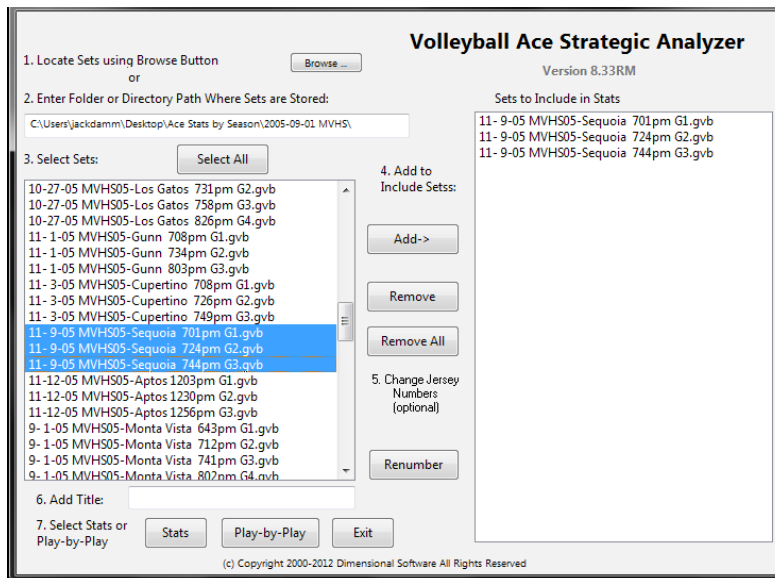 Volleyball Ace Strategic Analyzer
Version 8.33RM
1. Locate Sets using Browse Button
or
Browse ...
2. Enter Folder or Directory Path Where Sets are Stored:
C:\Users\jackdamm\Desktop\Ace Stats by Season\2005-09-01 MVHS\
3. Select Sets:
Select All
10-27-05 MVHS05-Los Gatos 731pm G2.gvb
10-27-05 MVHS05-Los Gatos 758pm G3.gvb
10-27-05 MVHS05-Los Gatos 826pm G4.gvb
11- 1-05 MVHS05-Gunn 708pm G1.gvb
11- 1-05 MVHS05-Gunn 734pm G2.gvb
11- 1-05 MVHS05-Gunn 803pm G3.gvb
11- 3-05 MVHS05-Cupertino 708pm G1.gvb
11- 3-05 MVHS05-Cupertino 726pm G2.gvb
11- 3-05 MVHS05-Cupertino 749pm G3.gvb
11- 9-05 MVHS05-Sequoia 701pm G1.gvb
11- 9-05 MVHS05-Sequoia 724pm G2.gvb
11- 9-05 MVHS05-Sequoia 744pm G3.gvb
11-12-05 MVHS05-Aptos 1203pm G1.gvb
11-12-05 MVHS05-Aptos 1230pm G2.gvb
11-12-05 MVHS05-Aptos 1256pm G3.gvb
9- 1-05 MVHS05-Monta Vista 643pm G1.gvb
9- 1-05 MVHS05-Monta Vista 712pm G2.gvb
9- 1-05 MVHS05-Monta Vista 741pm G3.gvb
9- 1-05 MVHS05-Monta Vista 802pm G4.gvb
4. Add to
Include Setss:
Add->
Remove
Remove All
5. Change Jersey
Numbers
(optional)
Renumber
Sets to Include in Stats
11- 9-05 MVHS05-Sequoia 701pm G1.gvb
11- 9-05 MVHS05-Sequoia 724pm G2.gvb
11- 9-05 MVHS05-Sequoia 744pm G3.gvb
6. Add Title:
7. Select Stats or
Play-by-Play
Stats
Play-by-Play
Exit
(c) Copyright 2000-2012 Dimensional Software All Rights Reserved